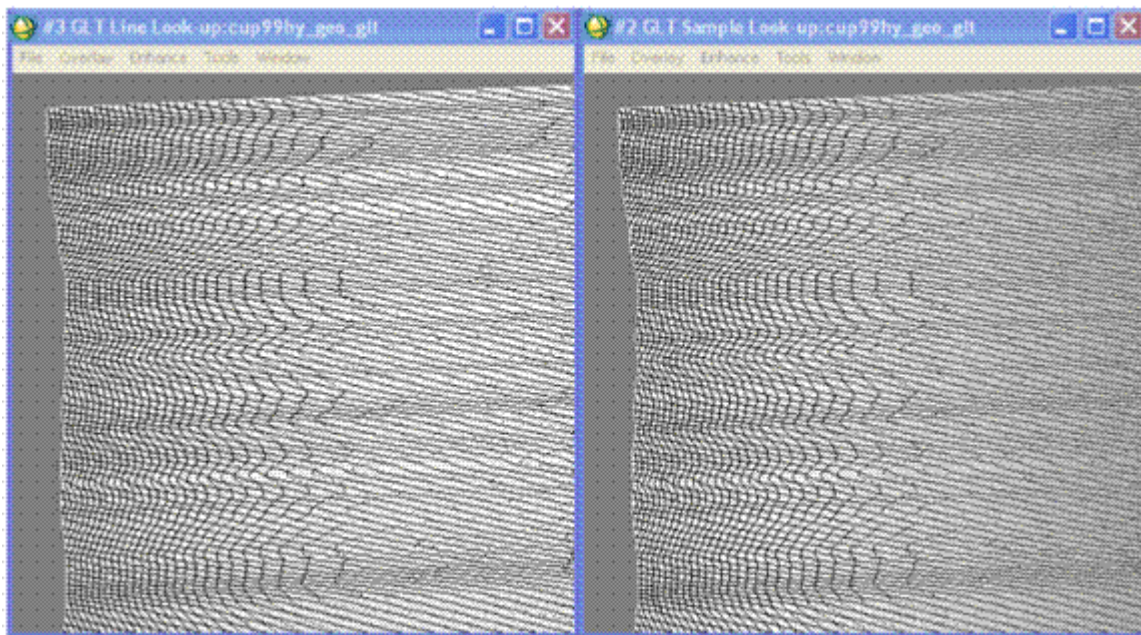 #3 GLT Line Look-up:cup99hy_geo_glt
File Overlay Enhance Tools Window
#2 GLT Sample Look-up:cup99hy_geo_glt
File Overlay Enhance Tools Window